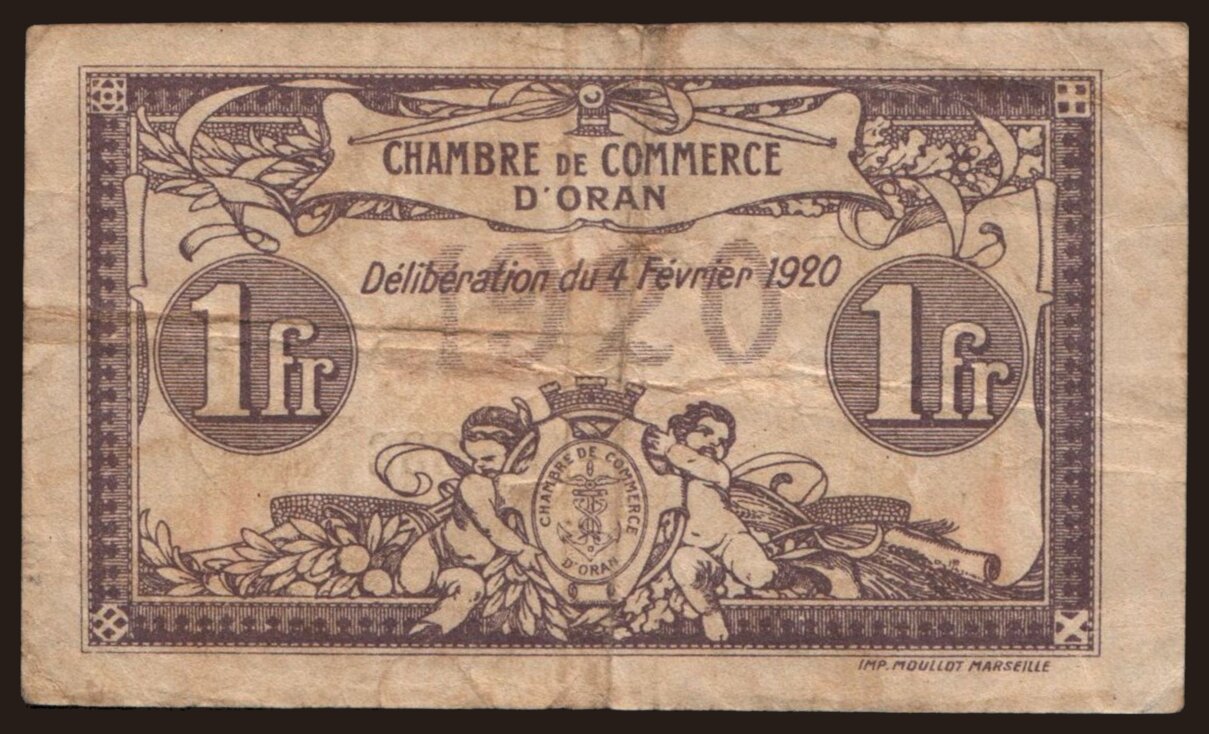 CHAMBRE DE COMMERCE
D'ORAN
Délibération du 4 Février 1920
1920
1 fr
1 fr
CHAMBRE DE COMMERCE
D'ORAN
IMP. MOULLOT MARSEILLE